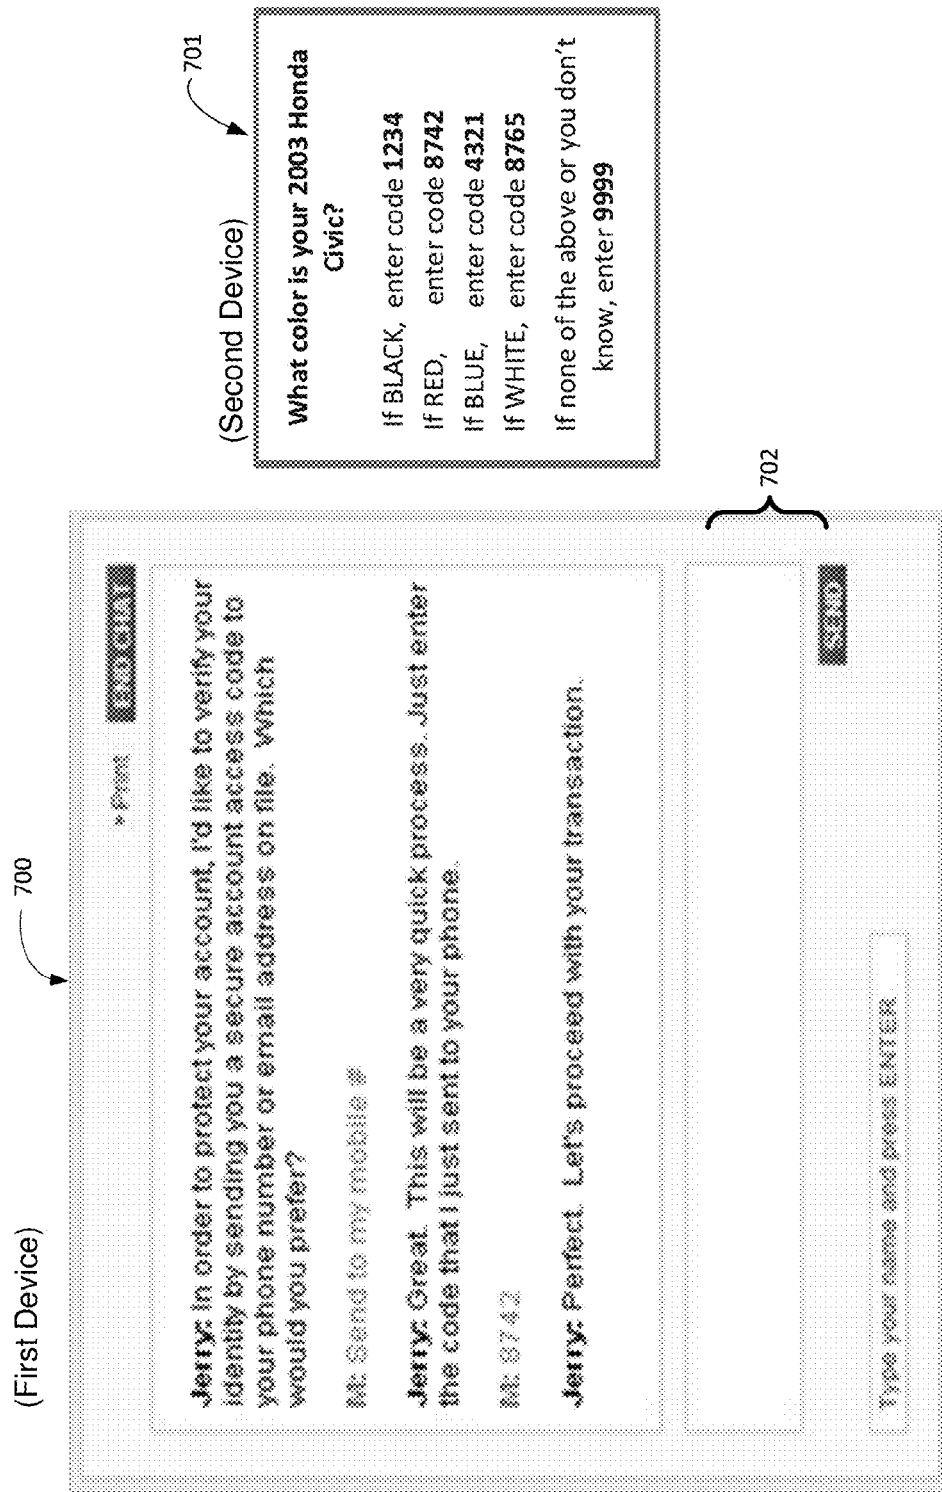 (First Device)
700
▸ Print
END CHAT
Jerry: In order to protect your account, I'd like to verify your
identity by sending you a secure account access code to
your phone number or email address on file. Which
would you prefer?
M: Send to my mobile #
Jerry: Great. This will be a very quick process. Just enter
the code that I just sent to your phone.
M: 8742
Jerry: Perfect. Let's proceed with your transaction.
702
SEND
Type your name and press ENTER
(Second Device)
701
What color is your 2003 Honda
Civic?
If BLACK, enter code 1234
If RED, enter code 8742
If BLUE, enter code 4321
If WHITE, enter code 8765
If none of the above or you don't
know, enter 9999